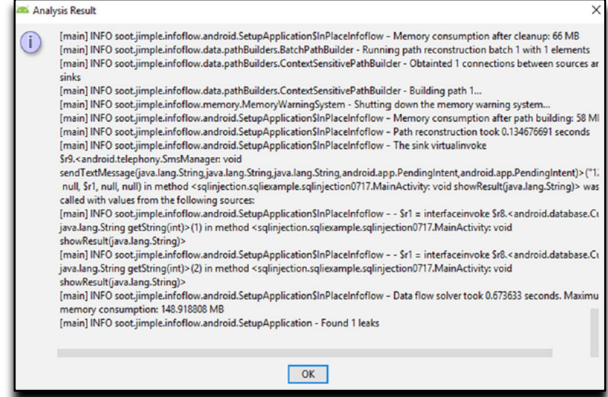 Analysis Result
[main] INFO soot.jimple.infoflow.android.SetupApplication$InPlaceInfoflow - Memory consumption after cleanup: 66 MB
[main] INFO soot.jimple.infoflow.data.pathBuilders.BatchPathBuilder - Running path reconstruction batch 1 with 1 elements
[main] INFO soot.jimple.infoflow.data.pathBuilders.ContextSensitivePathBuilder - Obtainted 1 connections between sources ar
sinks
[main] INFO soot.jimple.infoflow.data.pathBuilders.ContextSensitivePathBuilder - Building path 1...
[main] INFO soot.jimple.infoflow.memory.MemoryWarningSystem - Shutting down the memory warning system...
[main] INFO soot.jimple.infoflow.android.SetupApplication$InPlaceInfoflow - Memory consumption after path building: 58 MI
[main] INFO soot.jimple.infoflow.android.SetupApplication$InPlaceInfoflow - Path reconstruction took 0.134676691 seconds
[main] INFO soot.jimple.infoflow.android.SetupApplication$InPlaceInfoflow - The sink virtualinvoke
$r9.<android.telephony.SmsManager: void
sendTextMessage(java.lang.String,java.lang.String,java.lang.String,android.app.PendingIntent,android.app.PendingIntent)>("1.
null, $r1, null, null) in method <sqlinjection.sqliexample.sqlinjection0717.MainActivity: void showResult(java.lang.String)> was
called with values from the following sources:
[main] INFO soot.jimple.infoflow.android.SetupApplication$InPlaceInfoflow - - $r1 = interfaceinvoke $r8.<android.database.Cu
java.lang.String getString(int)>(1) in method <sqlinjection.sqliexample.sqlinjection0717.MainActivity: void
showResult(java.lang.String)>
[main] INFO soot.jimple.infoflow.android.SetupApplication$InPlaceInfoflow - - $r1 = interfaceinvoke $r8.<android.database.Cu
java.lang.String getString(int)>(2) in method <sqlinjection.sqliexample.sqlinjection0717.MainActivity: void
showResult(java.lang.String)>
[main] INFO soot.jimple.infoflow.android.SetupApplication$InPlaceInfoflow - Data flow solver took 0.673633 seconds. Maximu
memory consumption: 148.918808 MB
[main] INFO soot.jimple.infoflow.android.SetupApplication - Found 1 leaks
OK